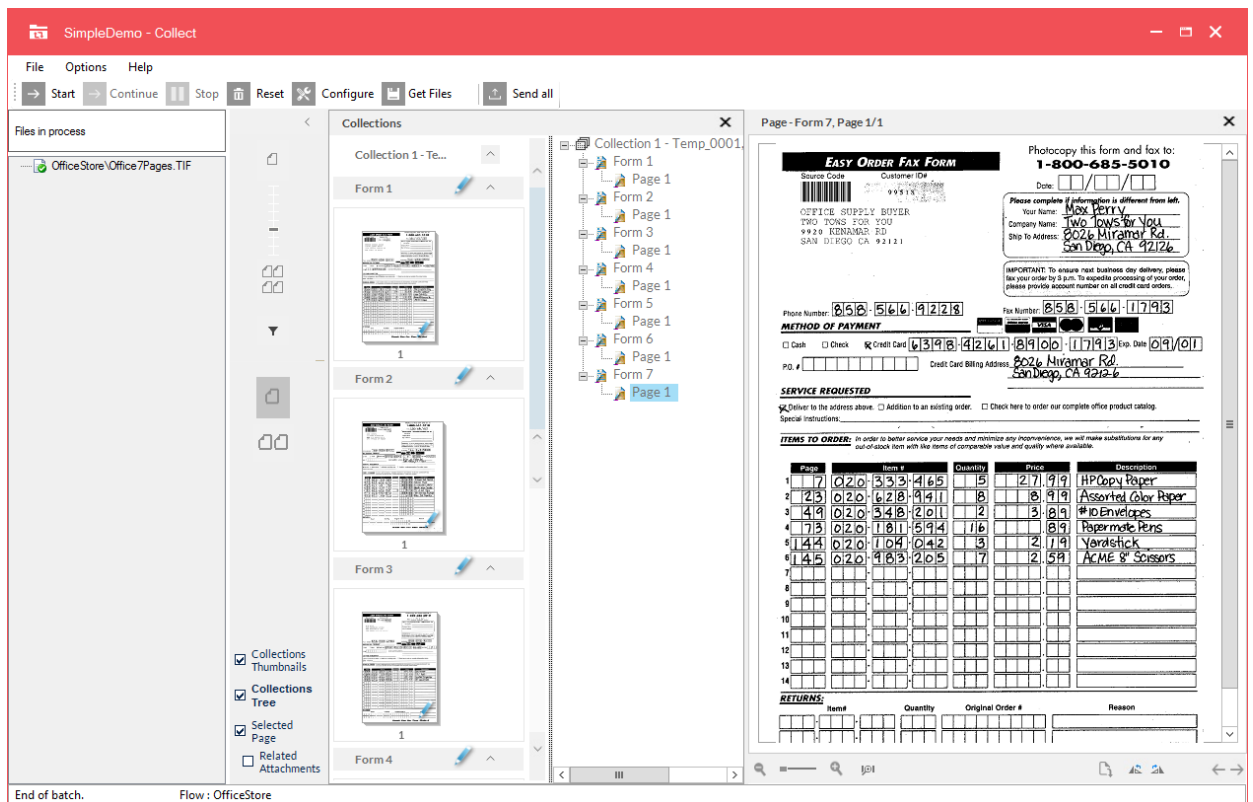 SimpleDemo - Collect
File Options Help
Start Continue Stop Reset Configure Get Files Send all
Files in process
OfficeStore\Office7Pages.TIF
Collections
Collection 1 - Te...
Form 1
1
Form 2
1
Form 3
1
Form 4
Collections Thumbnails
Collections Tree
Selected Page
Related Attachments
Collection 1 - Temp_0001,
Form 1
Page 1
Form 2
Page 1
Form 3
Page 1
Form 4
Page 1
Form 5
Page 1
Form 6
Page 1
Form 7
Page 1
Page - Form 7, Page 1/1
EASY ORDER FAX FORM
Photocopy this form and fax to:
1-800-685-5010
Source Code Customer ID#
99518
Date:
OFFICE SUPPLY BUYER
TWO TOWS FOR YOU
9920 KENAMAR RD
SAN DIEGO CA 92121
Please complete if information is different from left.
Your Name: Max Perry
Company Name: Two Tows for You
Ship To Address: 8026 Miramar Rd.
San Diego, CA 92126
IMPORTANT: To ensure next business day delivery, please
fax your order by 3 p.m. To expedite processing of your order,
please provide account number on all credit card orders.
Phone Number: 858-566-9228 Fax Number: 858-566-1793
METHOD OF PAYMENT VISA
Cash Check Credit Card 6398-4261-8900-1793 Exp. Date 09/01
P.O. # Credit Card Billing Address 8026 Miramar Rd.
San Diego, CA 92126
SERVICE REQUESTED
Deliver to the address above. Addition to an existing order. Check here to order our complete office product catalog.
Special Instructions:
ITEMS TO ORDER: In order to better service your needs and minimize any inconvenience, we will make substitutions for any
out-of-stock item with like items of comparable value and quality where available.
Page Item # Quantity Price Description
1 7 020-333-465 5 27.99 HP Copy Paper
2 23 020-628-941 8 8.99 Assorted Color Paper
3 49 020-348-201 2 3.89 #10 Envelopes
4 73 020-181-594 16 .89 Papermate Pens
5 144 020-104-042 3 2.19 Yardstick
6 145 020-983-205 7 2.59 ACME 8" Scissors
7
8
9
10
11
12
13
14
RETURNS:
Item# Quantity Original Order # Reason
End of batch. Flow : OfficeStore